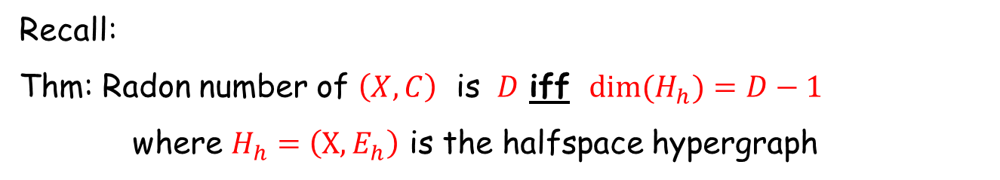 Recall:
Thm: Radon number of (X, C) is D iff dim(H_h) = D − 1
where H_h = (X, E_h) is the halfspace hypergraph